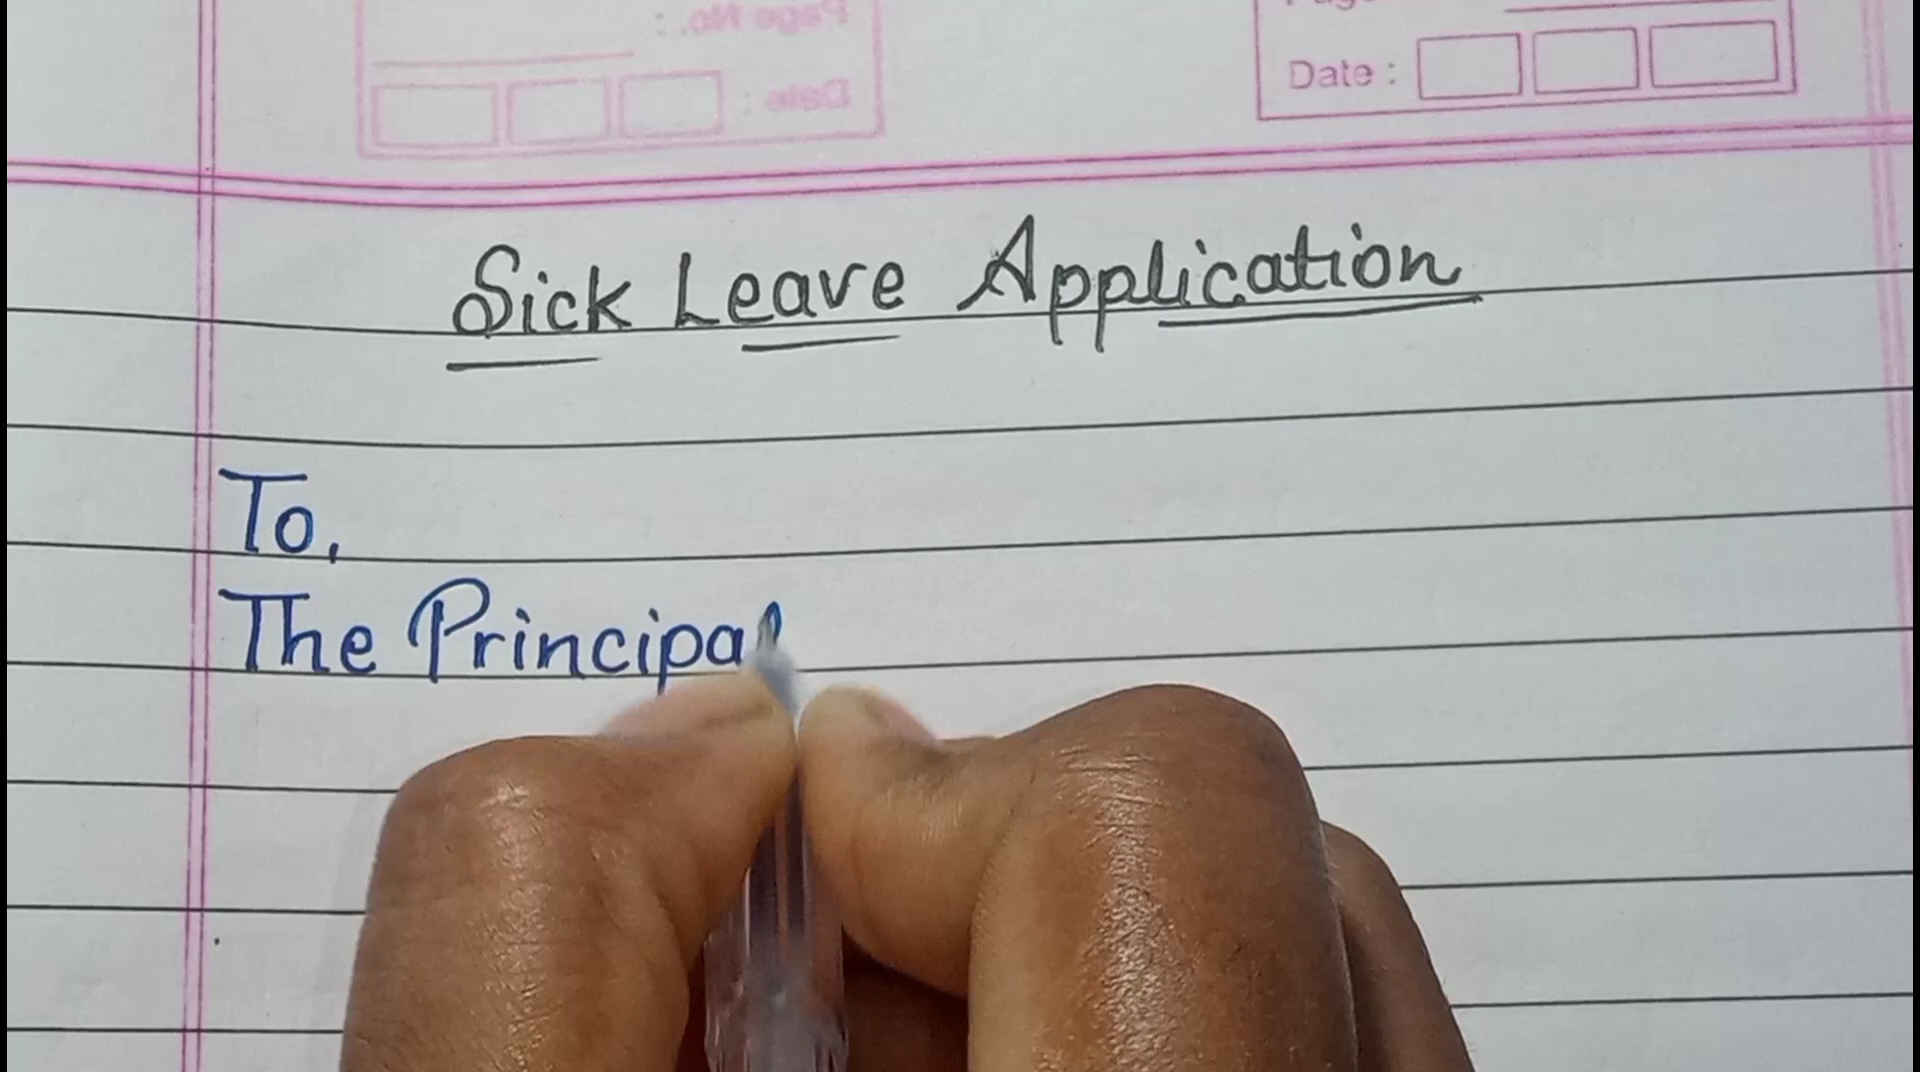 Page No. :
Date :
Date :
Sick Leave Application
To,
The Principal